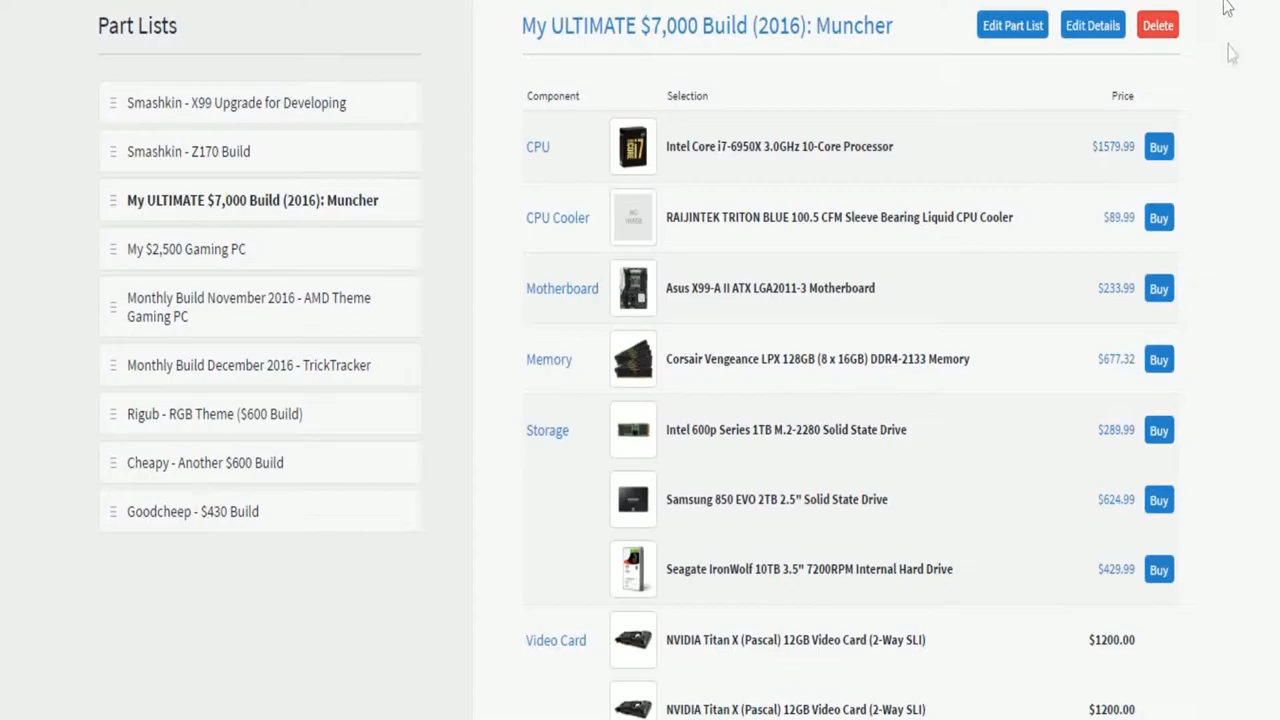 Part Lists
Smashkin - X99 Upgrade for Developing
Smashkin - Z170 Build
My ULTIMATE $7,000 Build (2016): Muncher
My $2,500 Gaming PC
Monthly Build November 2016 - AMD Theme
Gaming PC
Monthly Build December 2016 - TrickTracker
Rigub - RGB Theme ($600 Build)
Cheapy - Another $600 Build
Goodcheep - $430 Build
My ULTIMATE $7,000 Build (2016): Muncher Edit Part List Edit Details Delete
Component Selection Price
CPU Intel Core i7-6950X 3.0GHz 10-Core Processor $1579.99 Buy
CPU Cooler NO IMAGE RAIJINTEK TRITON BLUE 100.5 CFM Sleeve Bearing Liquid CPU Cooler $89.99 Buy
Motherboard Asus X99-A II ATX LGA2011-3 Motherboard $233.99 Buy
Memory Corsair Vengeance LPX 128GB (8 x 16GB) DDR4-2133 Memory $677.32 Buy
Storage Intel 600p Series 1TB M.2-2280 Solid State Drive $289.99 Buy
Samsung 850 EVO 2TB 2.5" Solid State Drive $624.99 Buy
Seagate IronWolf 10TB 3.5" 7200RPM Internal Hard Drive $429.99 Buy
Video Card NVIDIA Titan X (Pascal) 12GB Video Card (2-Way SLI) $1200.00
NVIDIA Titan X (Pascal) 12GB Video Card (2-Way SLI) $1200.00